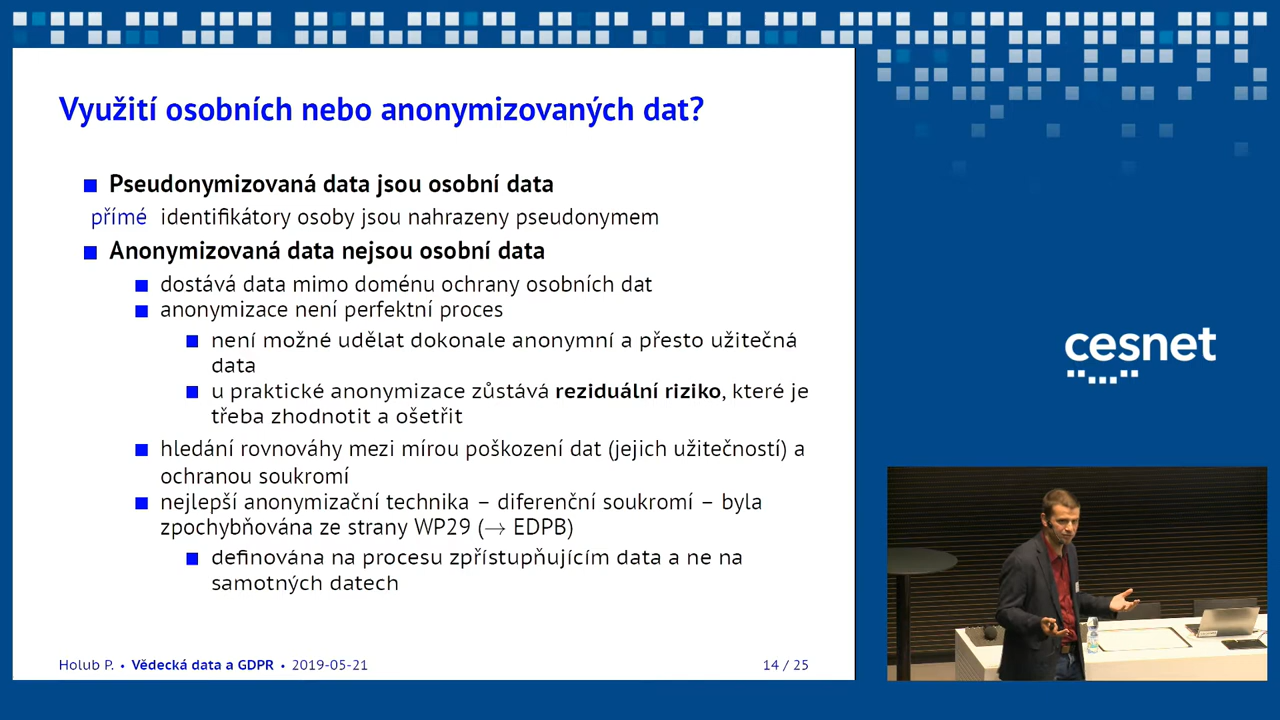 Využití osobních nebo anonymizovaných dat?
Pseudonymizovaná data jsou osobní data
přímé identifikátory osoby jsou nahrazeny pseudonymem
Anonymizovaná data nejsou osobní data
dostává data mimo doménu ochrany osobních dat
anonymizace není perfektní proces
není možné udělat dokonale anonymní a přesto užitečná
data
u praktické anonymizace zůstává reziduální riziko, které je
třeba zhodnotit a ošetřit
hledání rovnováhy mezi mírou poškození dat (jejich užitečností) a
ochranou soukromí
nejlepší anonymizační technika – diferenční soukromí – byla
zpochybňována ze strany WP29 (→ EDPB)
definována na procesu zpřístupňujícím data a ne na
samotných datech
Holub P. • Vědecká data a GDPR • 2019-05-21
14 / 25
cesnet